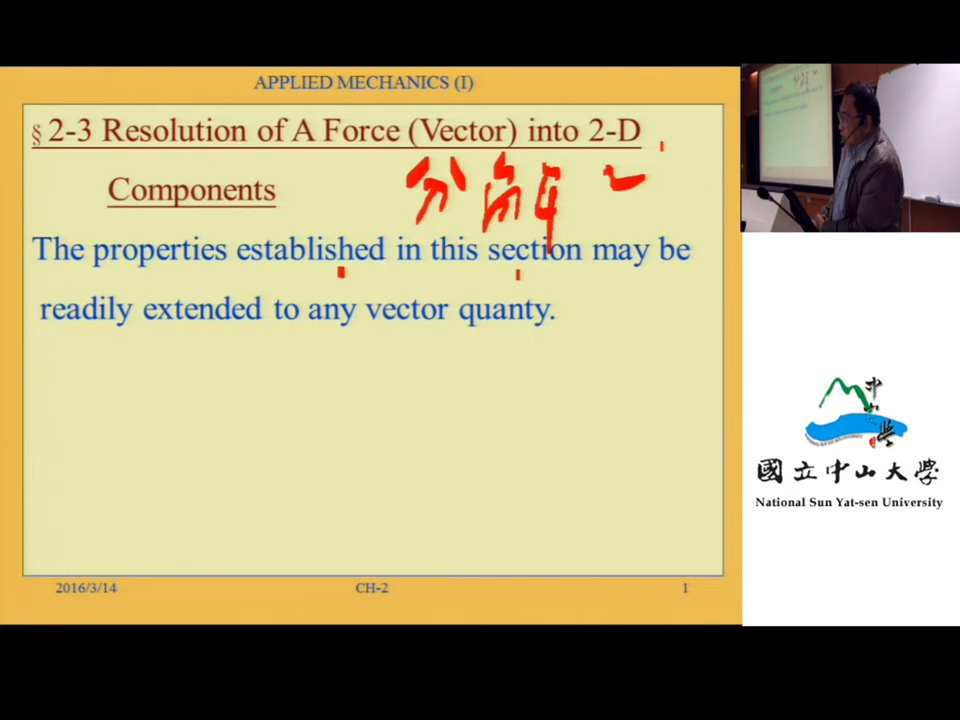 APPLIED MECHANICS (I)
§ 2-3 Resolution of A Force (Vector) into 2-D
Components
分解
The properties established in this section may be
readily extended to any vector quanty.
2016/3/14
CH-2
1
國立中山大學
National Sun Yat-sen University